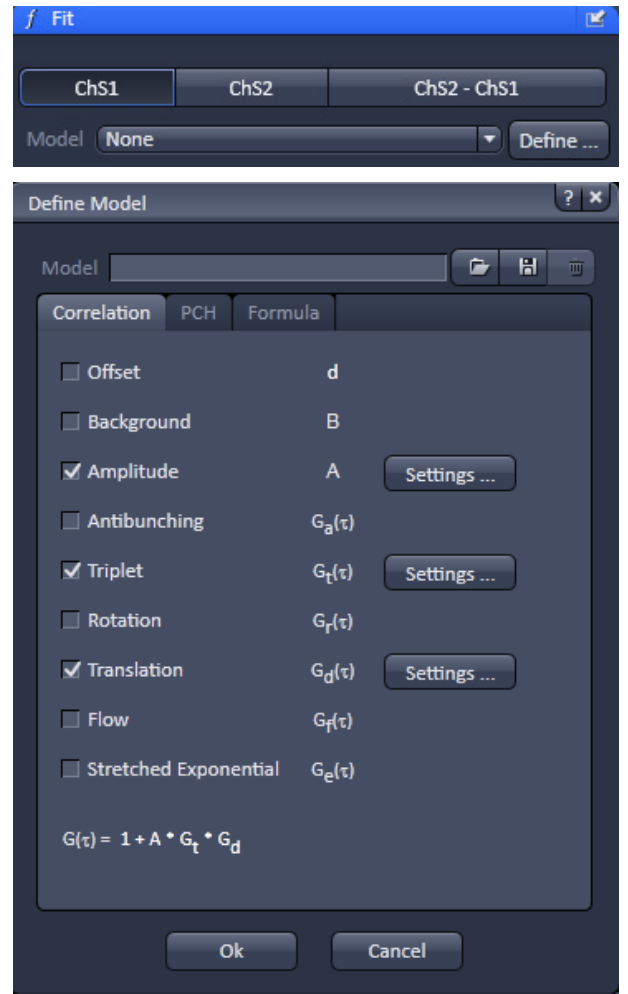 f Fit
ChS1 ChS2 ChS2 - ChS1
Model None Define ...
Define Model ? ×
Model
Correlation PCH Formula
Offset d
Background B
Amplitude A Settings ...
Antibunching Ga(τ)
Triplet Gt(τ) Settings ...
Rotation Gr(τ)
Translation Gd(τ) Settings ...
Flow Gf(τ)
Stretched Exponential Ge(τ)
G(τ) = 1 + A * Gt * Gd
Ok Cancel